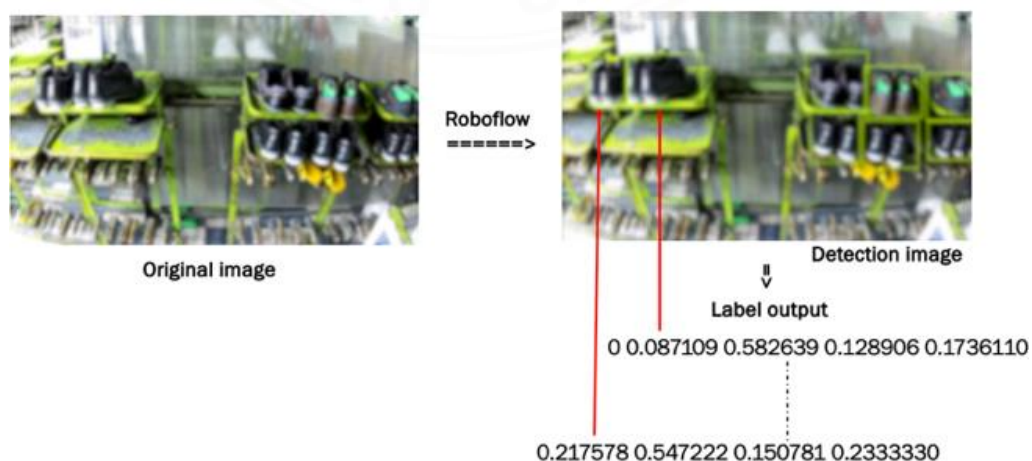 Roboflow
======>
Original image
Detection image
=>
Label output
0 0.087109 0.582639 0.128906 0.1736110
0.217578 0.547222 0.150781 0.2333330